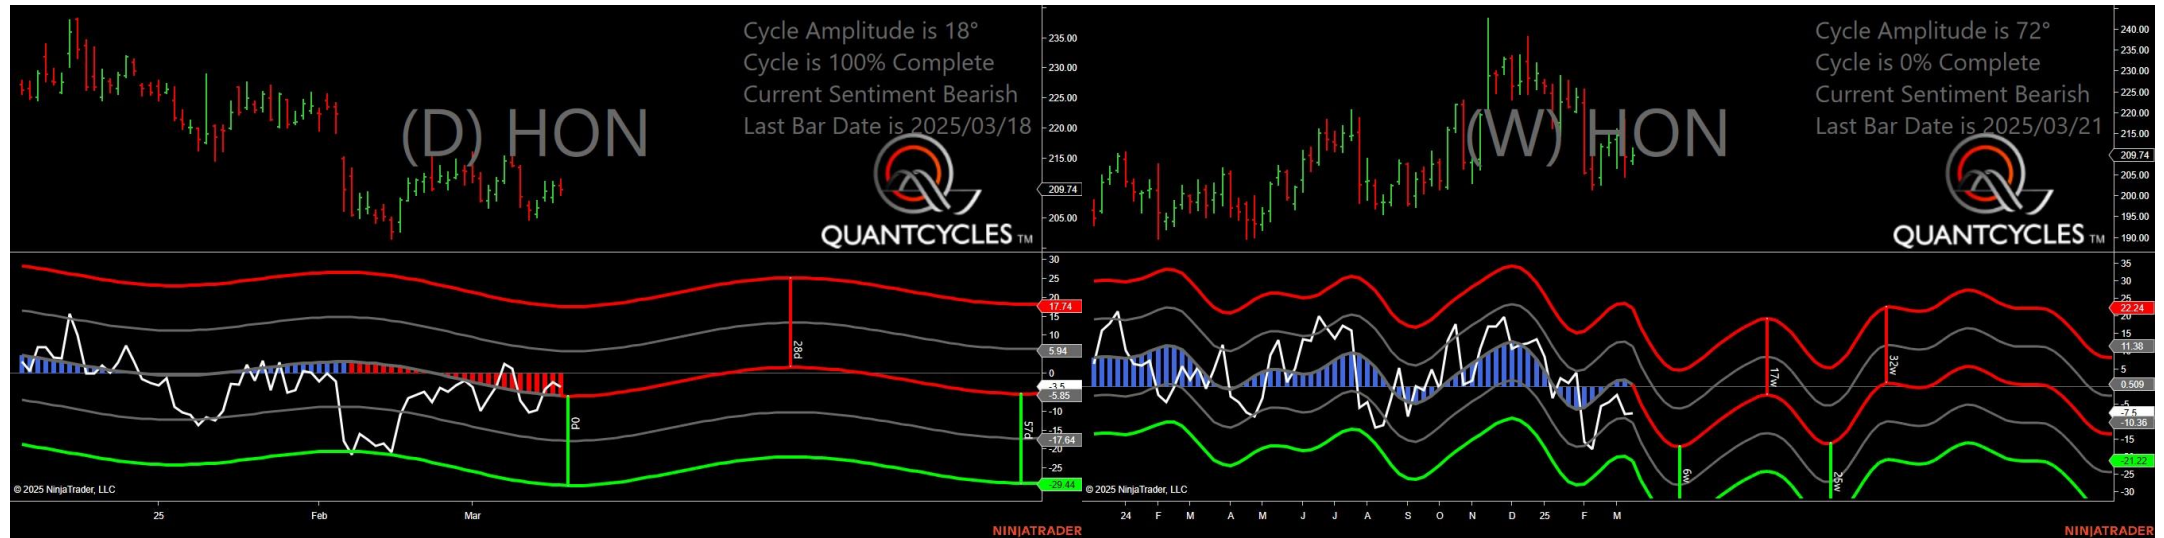 Cycle Amplitude is 18°
Cycle is 100% Complete
Current Sentiment Bearish
Last Bar Date is 2025/03/18
(D) HON
QUANTCYCLES TM
235.00
230.00
225.00
220.00
215.00
209.74
205.00
30
25
20
17.74
15
10
5.94
0
-3.5
-5.85
-10
-15
-17.64
-25
-29.44
28d
0d
57d
© 2025 NinjaTrader, LLC
25
Feb
Mar
NINJATRADER
Cycle Amplitude is 72°
Cycle is 0% Complete
Current Sentiment Bearish
Last Bar Date is 2025/03/21
(W) HON
QUANTCYCLES TM
240.00
235.00
230.00
225.00
220.00
215.00
209.74
205.00
200.00
195.00
190.00
35
30
25
22.24
20
15
11.38
5
0.509
-5
-7.5
-10.36
-15
-21.22
-25
-30
17w
32w
6w
26w
© 2025 NinjaTrader, LLC
24
F
M
A
M
J
J
A
S
O
N
D
25
F
M
NINJATRADER